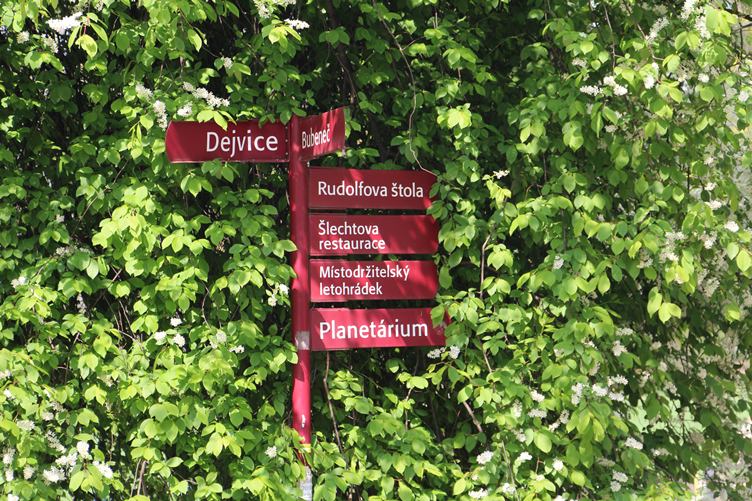 Dejvice
Bubeneč
Rudolfova štola
Šlechtova
restaurace
Místodržitelský
letohrádek
Planetárium